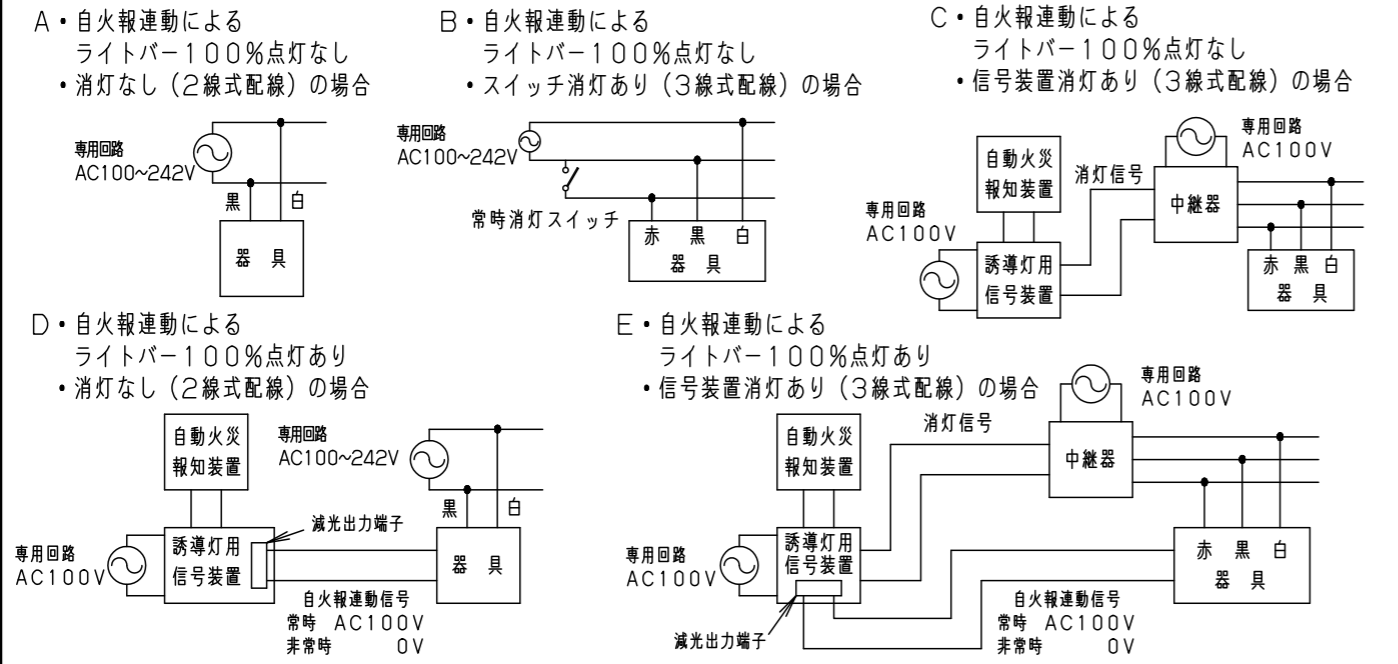 A・自火報連動による
ライトバー100%点灯なし
・消灯なし(2線式配線)の場合
専用回路
AC100~242V
黒
白
器 具
B・自火報連動による
ライトバー100%点灯なし
・スイッチ消灯あり(3線式配線)の場合
専用回路
AC100~242V
常時消灯スイッチ
赤 黒 白
器 具
C・自火報連動による
ライトバー100%点灯なし
・信号装置消灯あり(3線式配線)の場合
専用回路
AC100V
自動火災
報知装置
消灯信号
中継器
専用回路
AC100V
誘導灯用
信号装置
赤 黒 白
器 具
D・自火報連動による
ライトバー100%点灯あり
・消灯なし(2線式配線)の場合
自動火災
報知装置
専用回路
AC100~242V
黒
白
減光出力端子
専用回路
AC100V
誘導灯用
信号装置
器 具
自火報連動信号
常時 AC100V
非常時 0V
E・自火報連動による
ライトバー100%点灯あり
・信号装置消灯あり(3線式配線)の場合
専用回路
AC100V
消灯信号
自動火災
報知装置
中継器
専用回路
AC100V
誘導灯用
信号装置
赤 黒 白
器 具
減光出力端子
自火報連動信号
常時 AC100V
非常時 0V